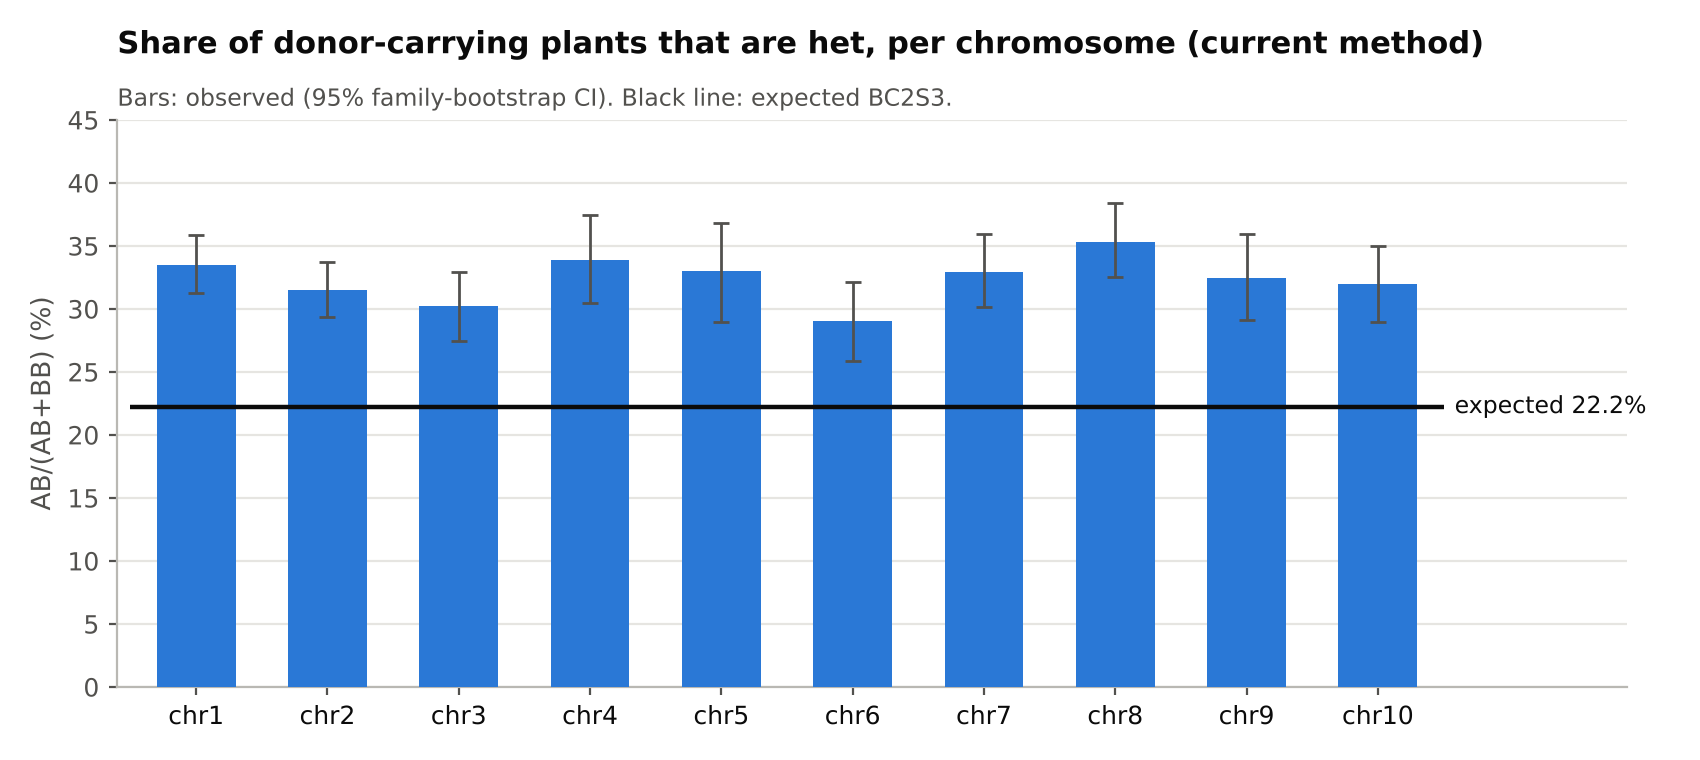 Share of donor-carrying plants that are het, per chromosome (current method)
Bars: observed (95% family-bootstrap CI). Black line: expected BC2S3.
45
40
35
30
25
20
15
10
5
0
AB/(AB+BB) (%)
expected 22.2%
chr1 chr2 chr3 chr4 chr5 chr6 chr7 chr8 chr9 chr10